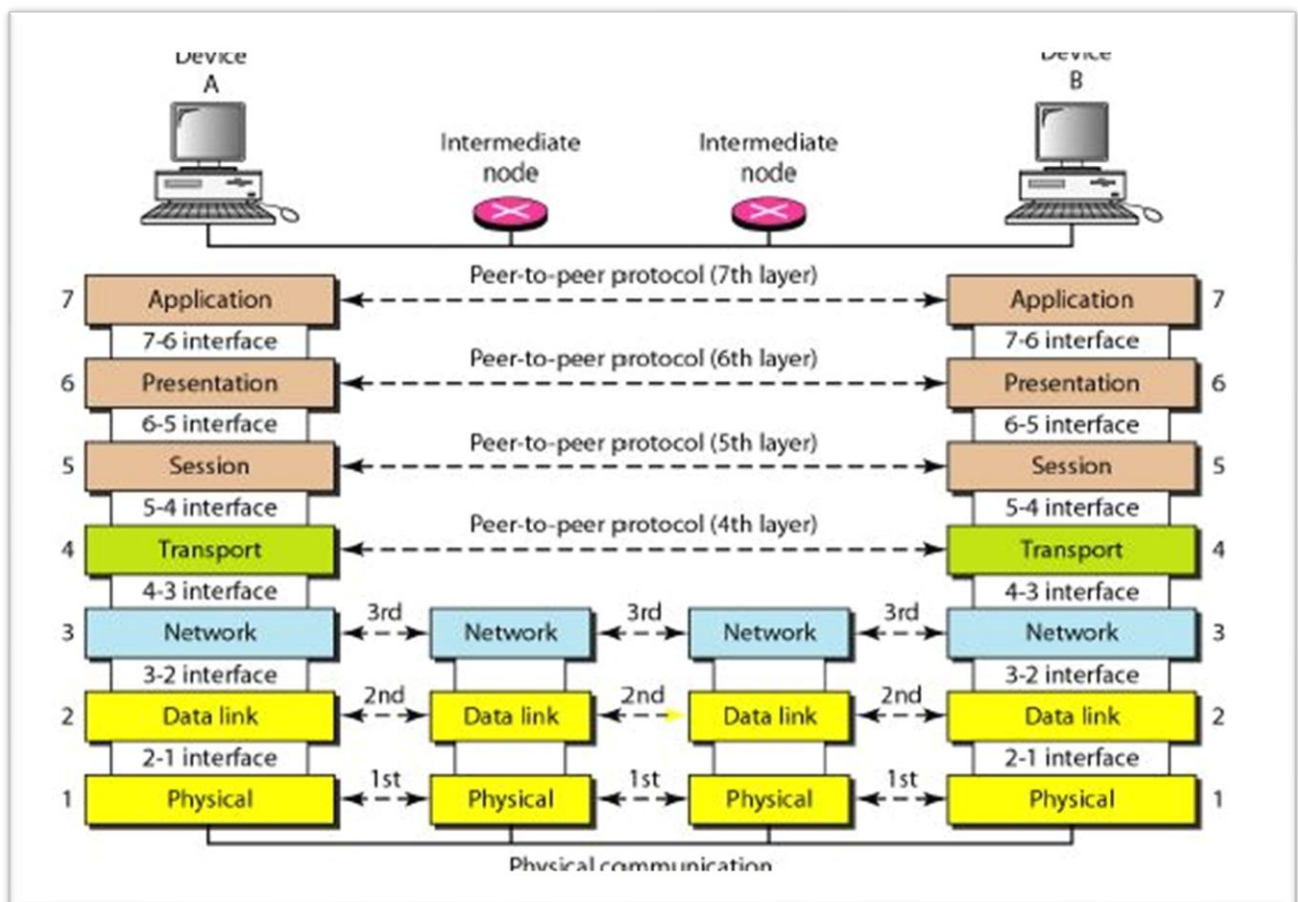 Device
A
Device
B
Intermediate
node
Intermediate
node
Peer-to-peer protocol (7th layer)
7 Application Application 7
7-6 interface 7-6 interface
Peer-to-peer protocol (6th layer)
6 Presentation Presentation 6
6-5 interface 6-5 interface
Peer-to-peer protocol (5th layer)
5 Session Session 5
5-4 interface 5-4 interface
Peer-to-peer protocol (4th layer)
4 Transport Transport 4
4-3 interface 4-3 interface
3rd 3rd 3rd
3 Network Network Network Network 3
3-2 interface 3-2 interface
2nd 2nd 2nd
2 Data link Data link Data link Data link 2
2-1 interface 2-1 interface
1st 1st 1st
1 Physical Physical Physical Physical 1
Physical communication